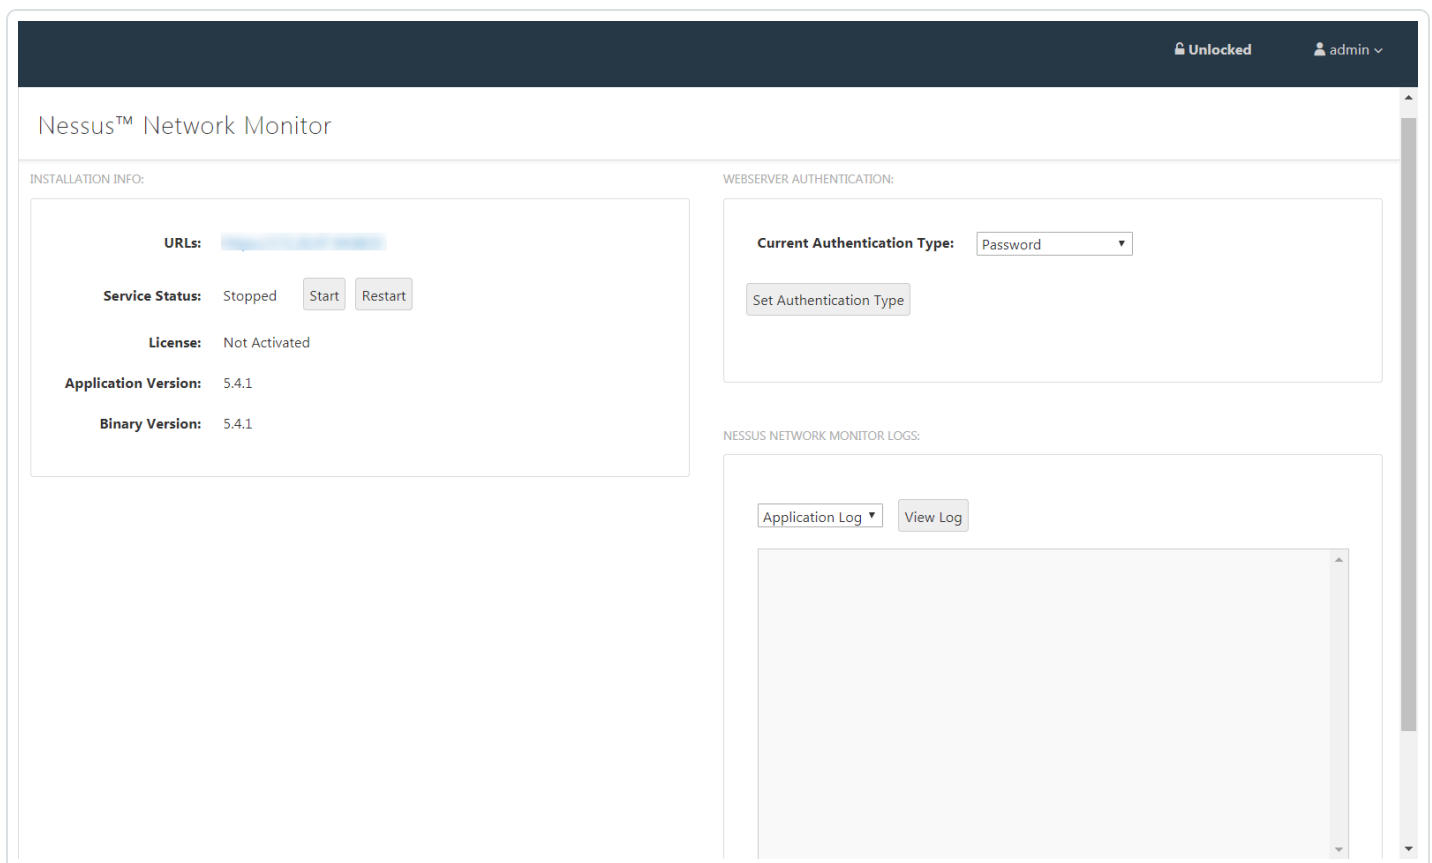 Unlocked
admin
Nessus™ Network Monitor
INSTALLATION INFO:
URLs:
Service Status: Stopped Start Restart
License: Not Activated
Application Version: 5.4.1
Binary Version: 5.4.1
WEBSERVER AUTHENTICATION:
Current Authentication Type: Password
Set Authentication Type
NESSUS NETWORK MONITOR LOGS:
Application Log View Log